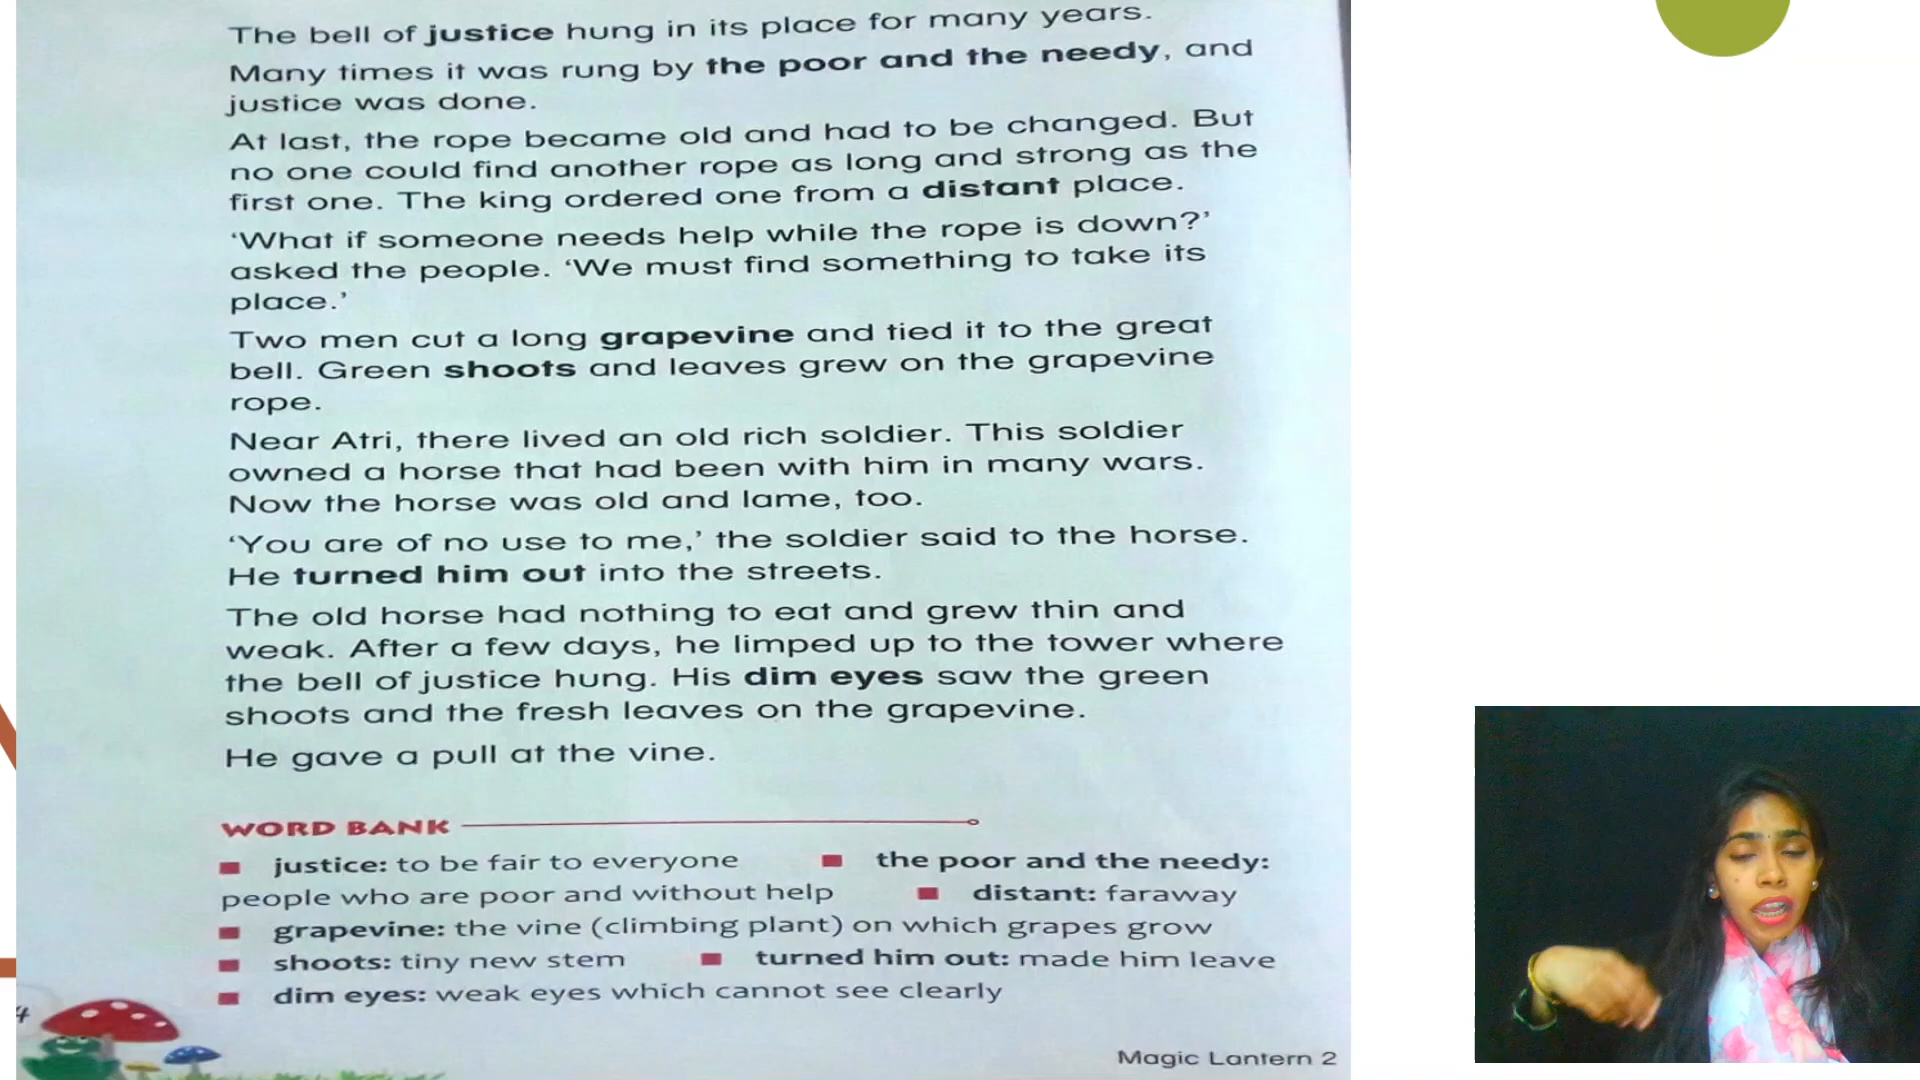 The bell of justice hung in its place for many years.
Many times it was rung by the poor and the needy, and
justice was done.
At last, the rope became old and had to be changed. But
no one could find another rope as long and strong as the
first one. The king ordered one from a distant place.
‘What if someone needs help while the rope is down?’
asked the people. ‘We must find something to take its
place.’
Two men cut a long grapevine and tied it to the great
bell. Green shoots and leaves grew on the grapevine
rope.
Near Atri, there lived an old rich soldier. This soldier
owned a horse that had been with him in many wars.
Now the horse was old and lame, too.
‘You are of no use to me,’ the soldier said to the horse.
He turned him out into the streets.
The old horse had nothing to eat and grew thin and
weak. After a few days, he limped up to the tower where
the bell of justice hung. His dim eyes saw the green
shoots and the fresh leaves on the grapevine.
He gave a pull at the vine.
WORD BANK
justice: to be fair to everyone the poor and the needy:
people who are poor and without help distant: faraway
grapevine: the vine (climbing plant) on which grapes grow
shoots: tiny new stem turned him out: made him leave
dim eyes: weak eyes which cannot see clearly
4
Magic Lantern 2